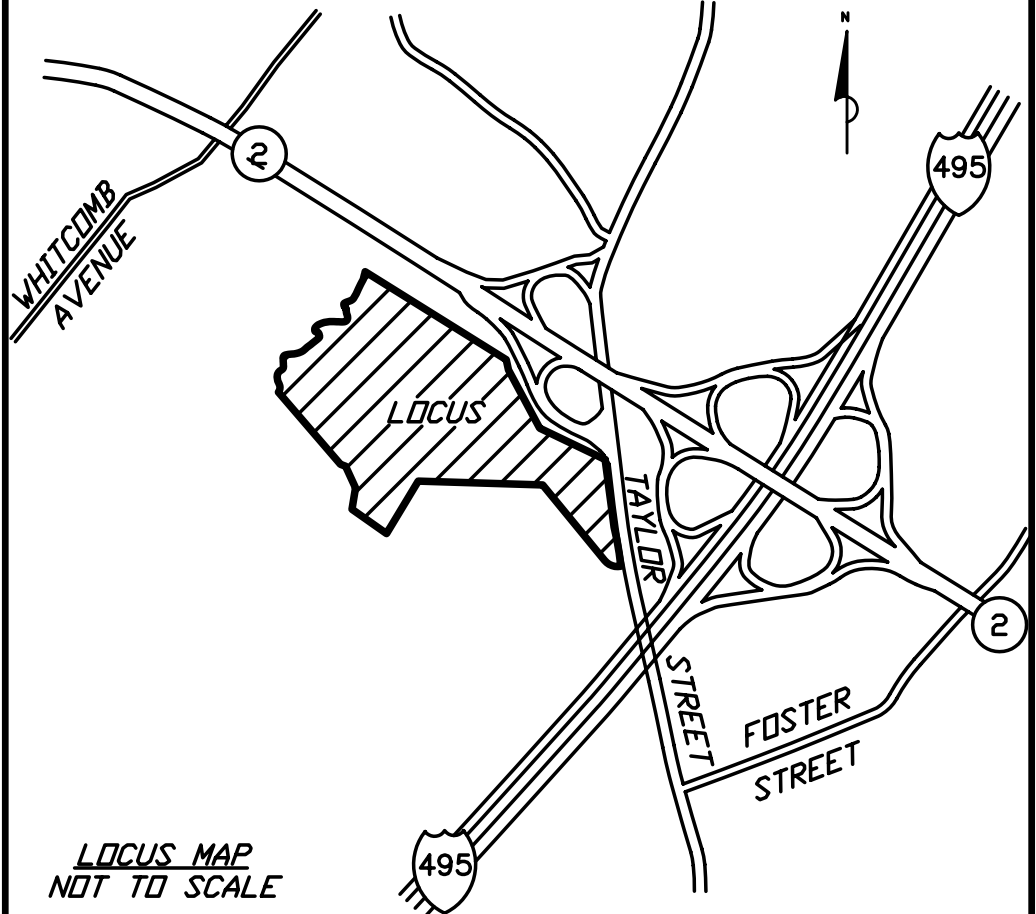 N
2
495
WHITCOMB
AVENUE
LOCUS
TAYLOR
STREET
2
FOSTER
STREET
495
LOCUS MAP
NOT TO SCALE